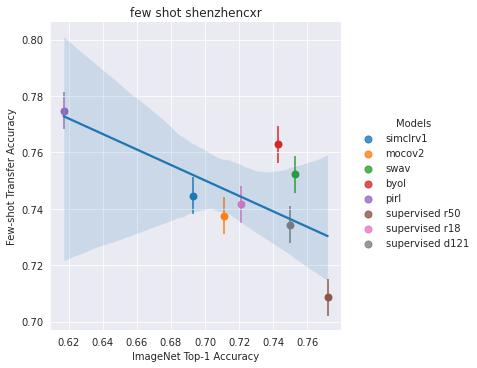 few shot shenzhencxr
0.80
0.78
0.76
0.74
0.72
0.70
Few-shot Transfer Accuracy
0.62 0.64 0.66 0.68 0.70 0.72 0.74 0.76
ImageNet Top-1 Accuracy
Models
simclrv1
mocov2
swav
byol
pirl
supervised r50
supervised r18
supervised d121